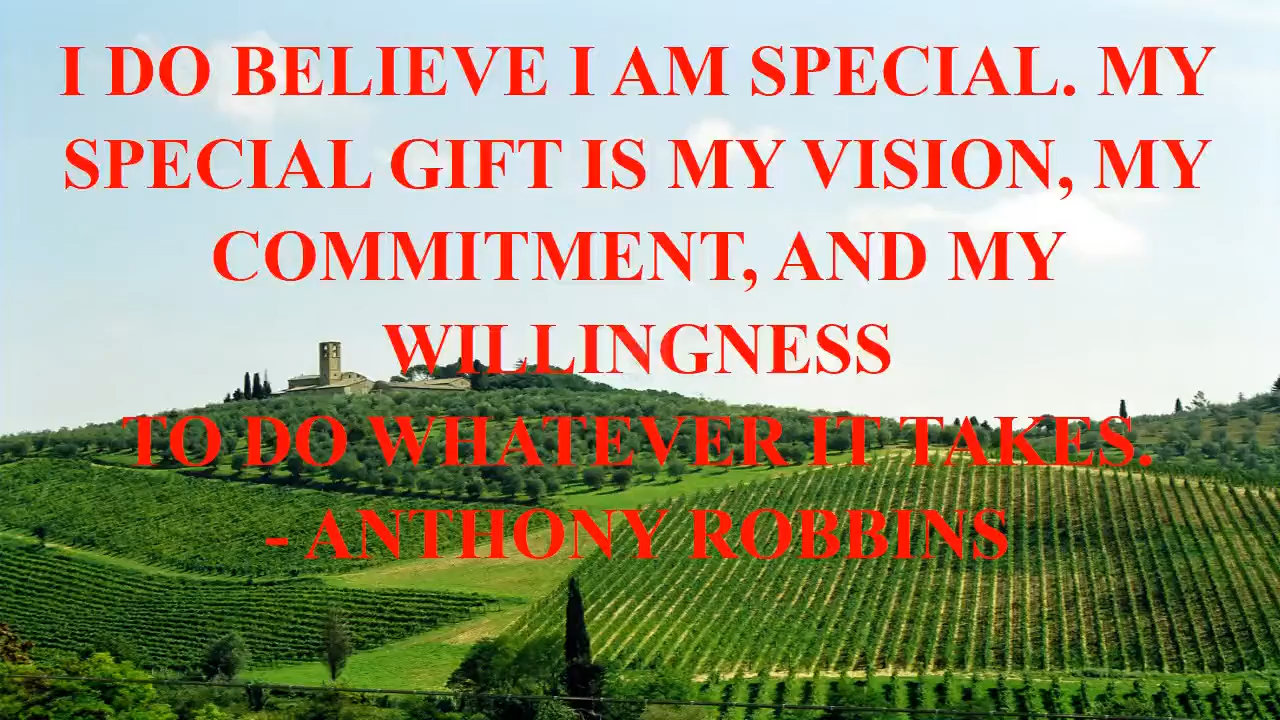 I DO BELIEVE I AM SPECIAL. MY
SPECIAL GIFT IS MY VISION, MY
COMMITMENT, AND MY
WILLINGNESS
TO DO WHATEVER IT TAKES.
- ANTHONY ROBBINS